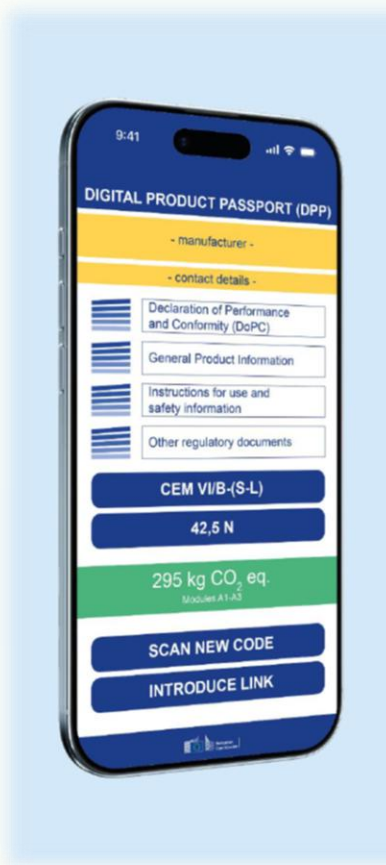 9:41
DIGITAL PRODUCT PASSPORT (DPP)
- manufacturer -
- contact details -
Declaration of Performance
and Conformity (DoPC)
General Product Information
Instructions for use and
safety information
Other regulatory documents
CEM VI/B-(S-L)
42,5 N
295 kg CO₂ eq.
Modules A1-A3
SCAN NEW CODE
INTRODUCE LINK